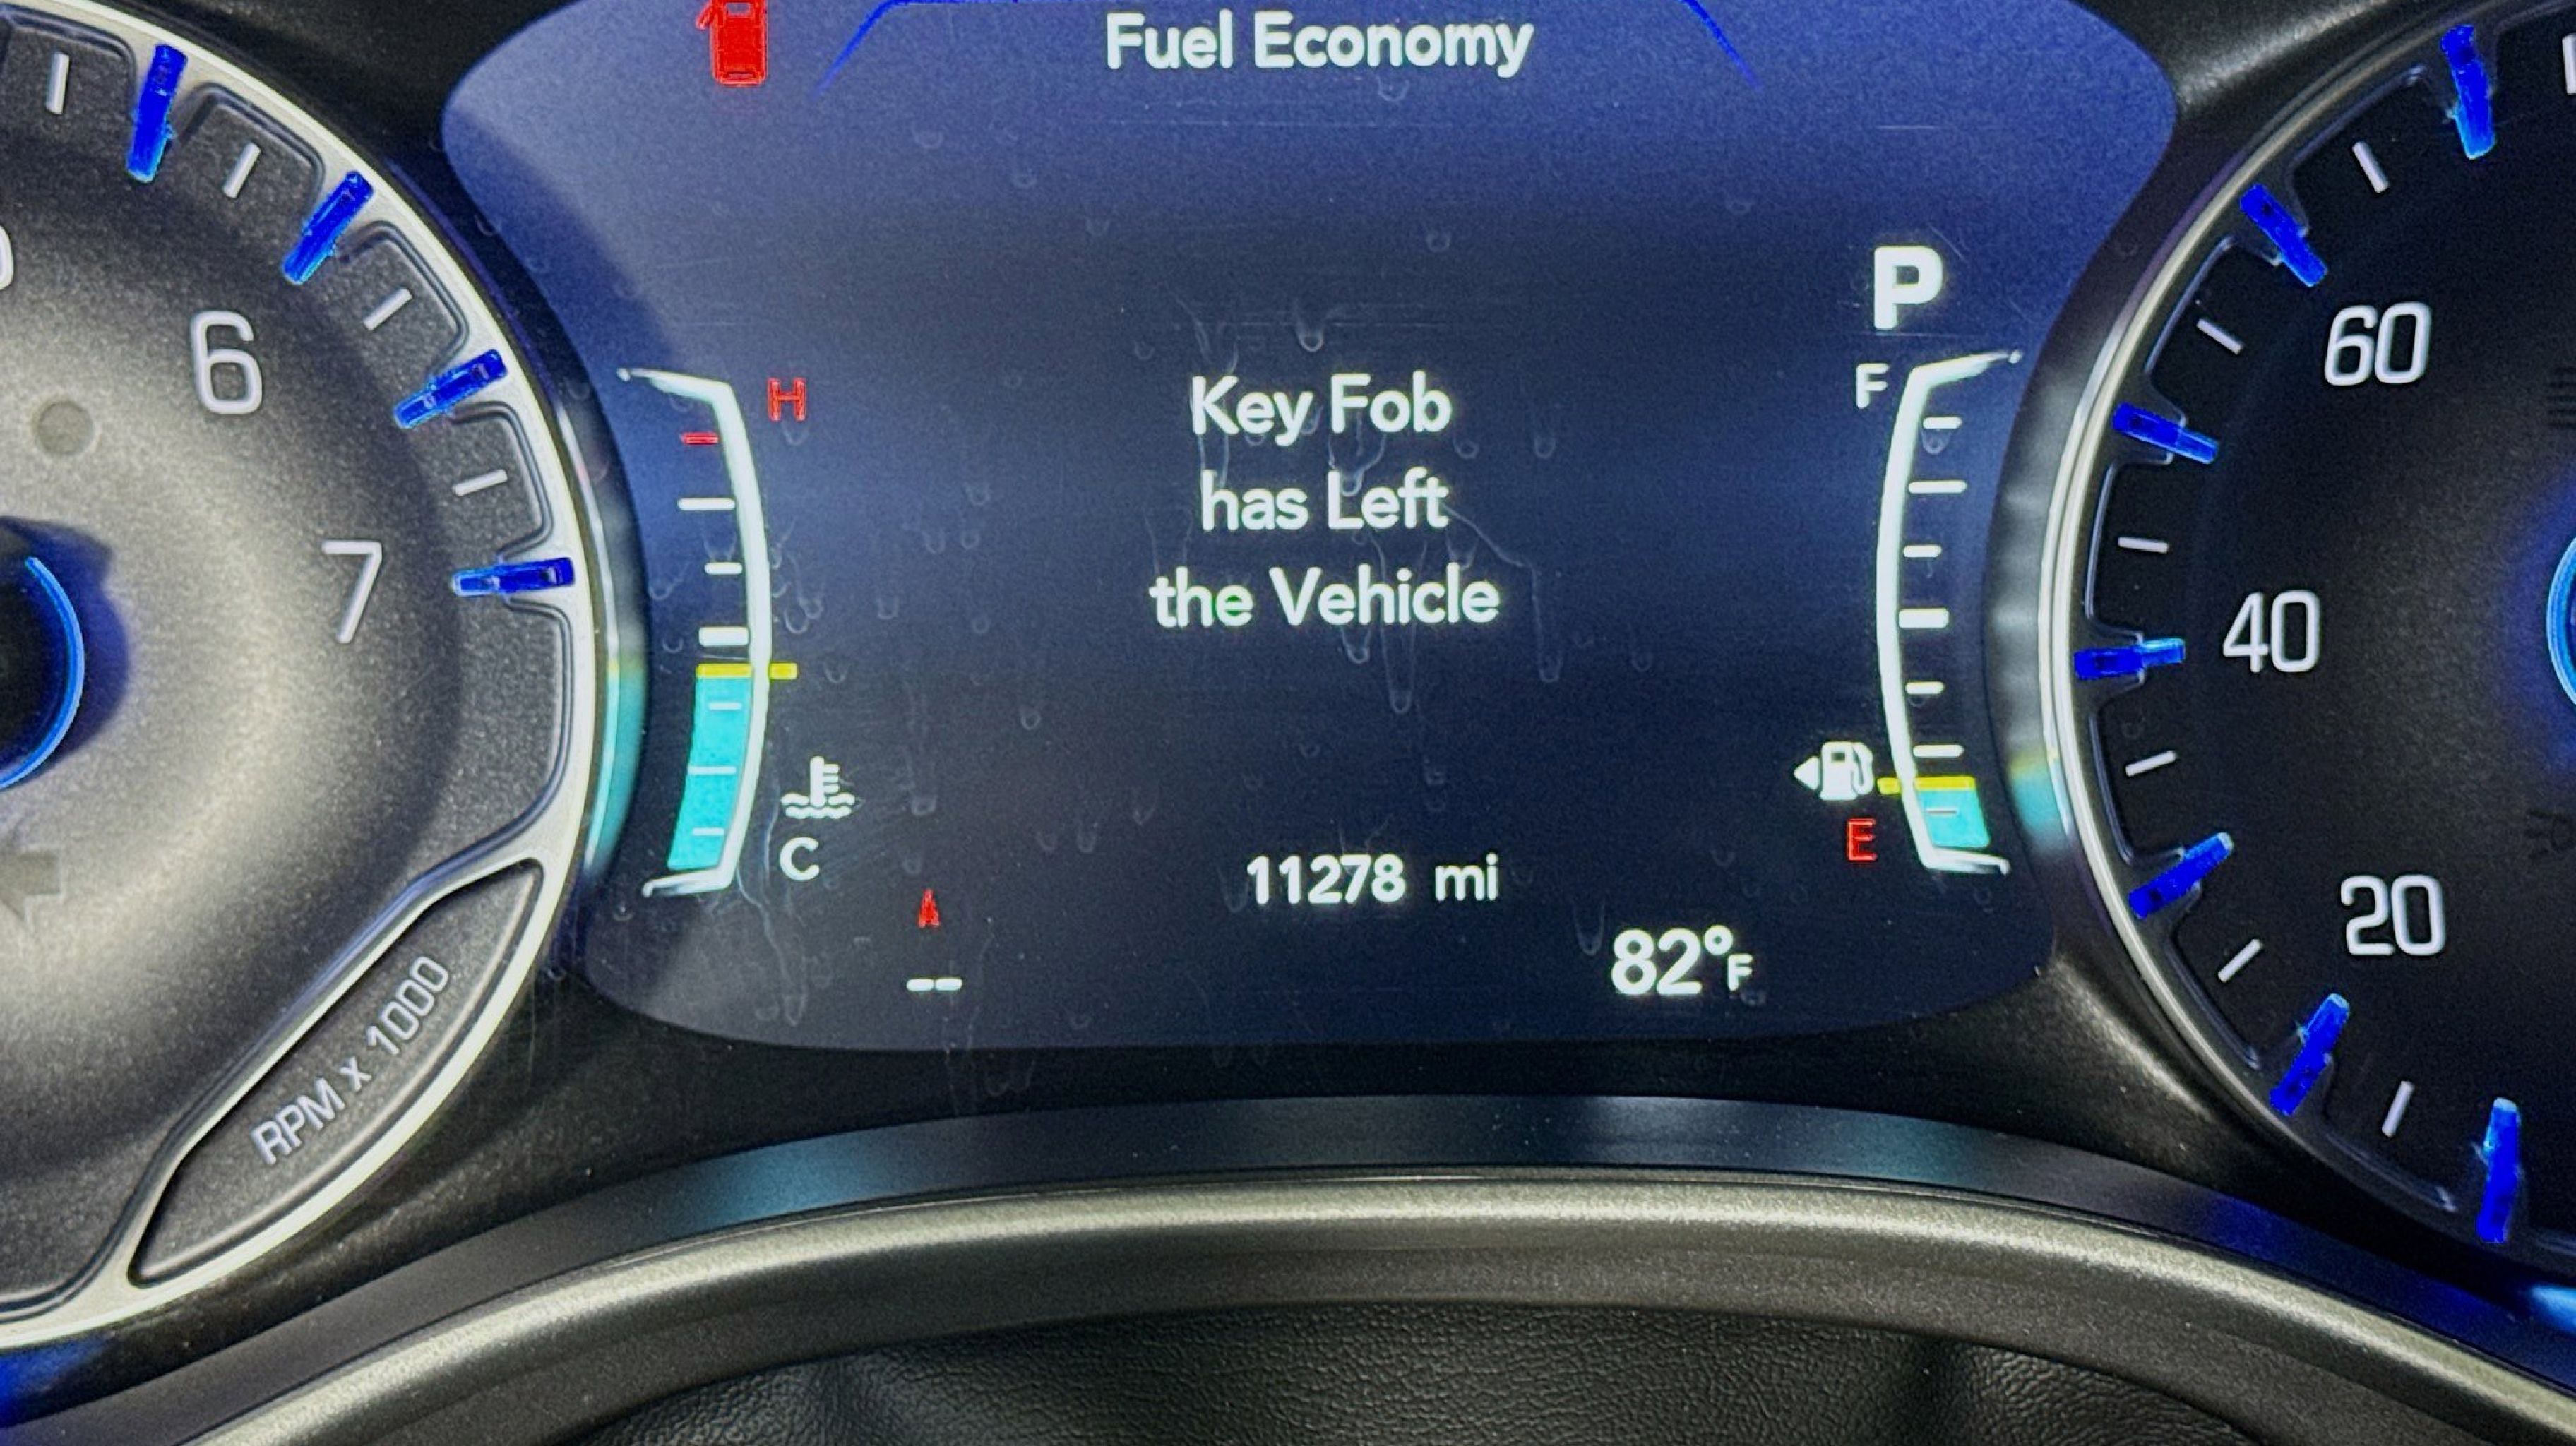 Fuel Economy
6
7
RPM x 1000
H
C
P
F
E
Key Fob
has Left
the Vehicle
11278 mi
A
--
82°F
60
40
20